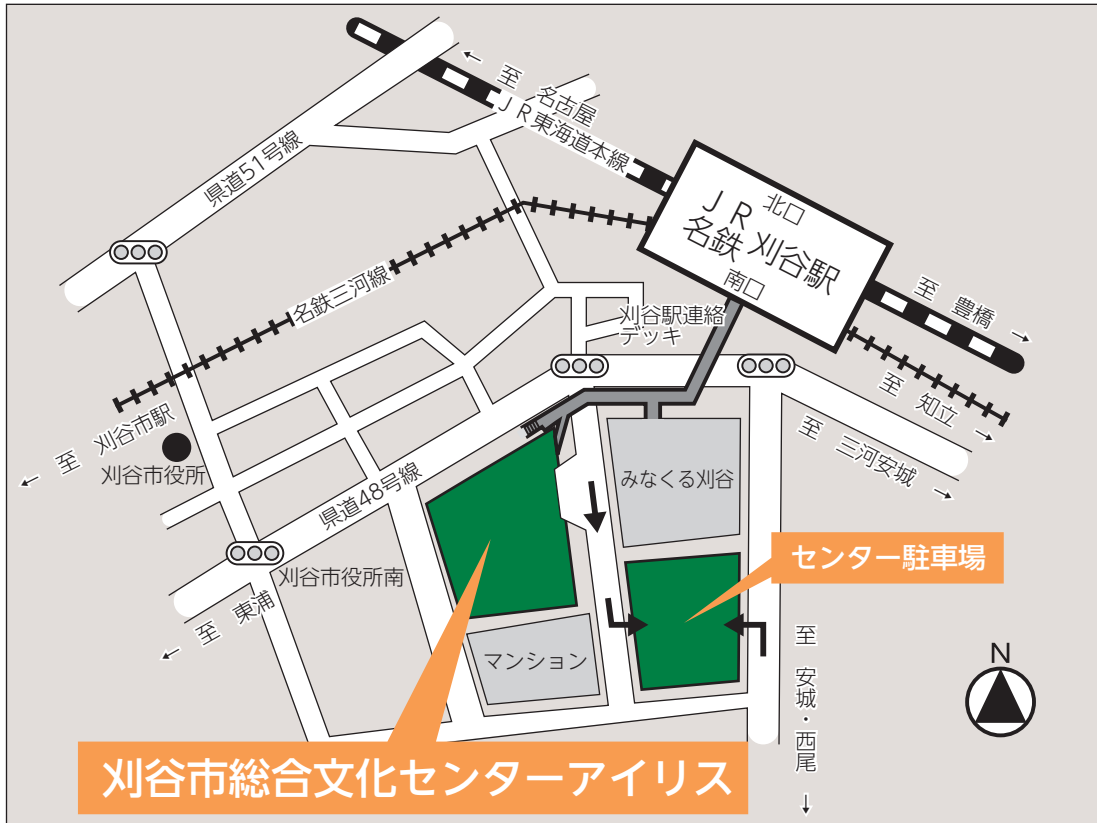 ← 至 名古屋
ＪＲ東海道本線
県道51号線
北口
ＪＲ
名鉄 刈谷駅
南口
名鉄三河線
至 豊橋 →
刈谷駅連絡
デッキ
至 知立 →
← 至 刈谷市駅
刈谷市役所
至 三河安城 →
県道48号線
みなくる刈谷
刈谷市役所南
← 至 東浦
センター駐車場
マンション
至 安城・西尾 →
N
刈谷市総合文化センターアイリス